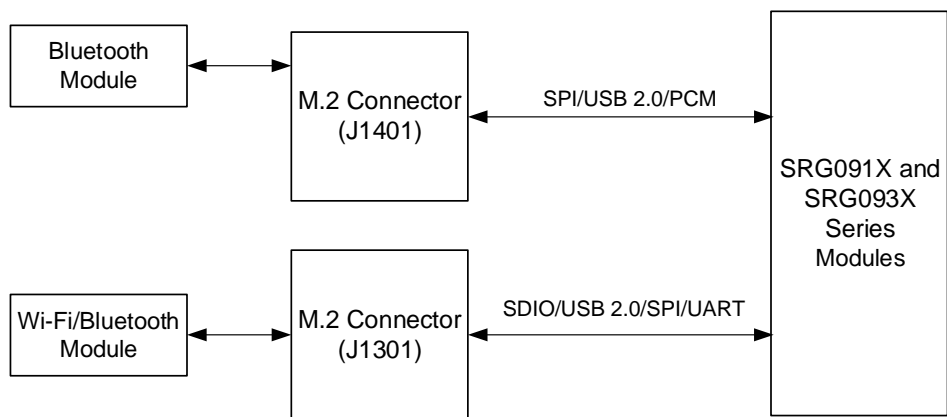 Bluetooth
Module
M.2 Connector
(J1401)
SPI/USB 2.0/PCM
SRG091X and
SRG093X
Series
Modules
Wi-Fi/Bluetooth
Module
M.2 Connector
(J1301)
SDIO/USB 2.0/SPI/UART